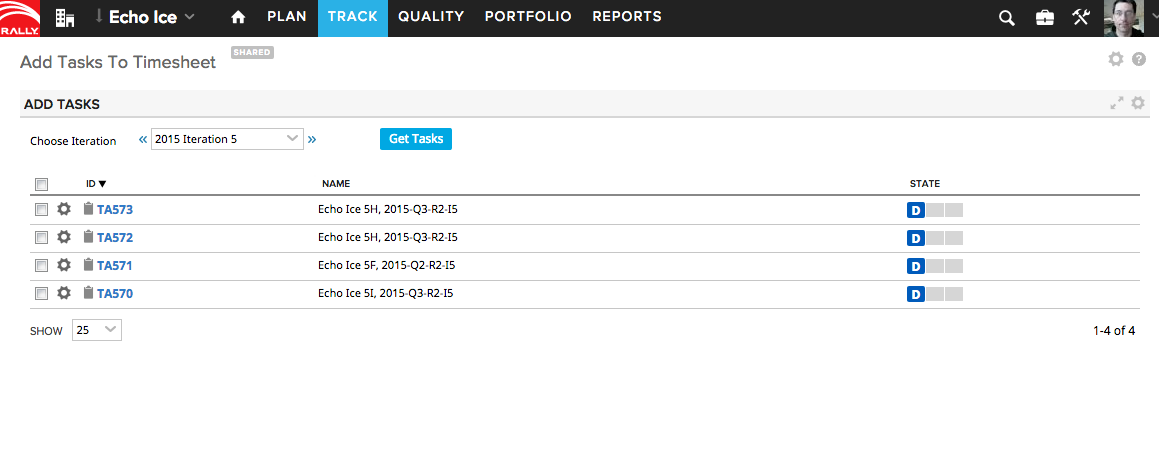 RALLY Echo Ice PLAN TRACK QUALITY PORTFOLIO REPORTS
Add Tasks To Timesheet SHARED
ADD TASKS
Choose Iteration « 2015 Iteration 5 » Get Tasks
ID NAME STATE
TA573 Echo Ice 5H, 2015-Q3-R2-I5 D
TA572 Echo Ice 5H, 2015-Q3-R2-I5 D
TA571 Echo Ice 5F, 2015-Q2-R2-I5 D
TA570 Echo Ice 5I, 2015-Q3-R2-I5 D
SHOW 25 1-4 of 4